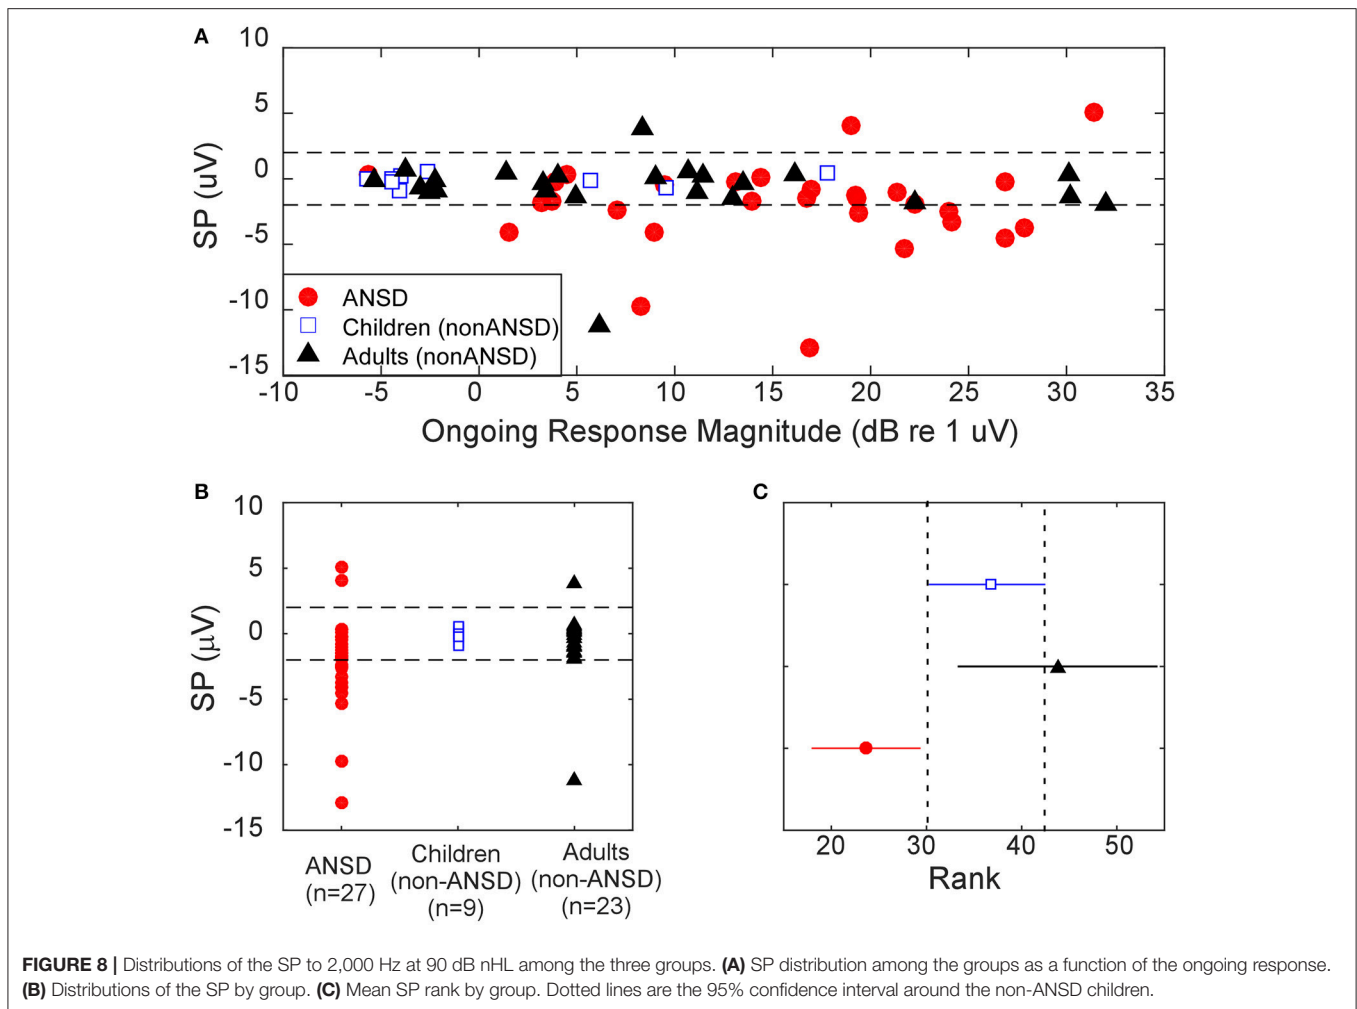 A
10
5
0
-5
-10
-15
SP (uV)
ANSD
Children (nonANSD)
Adults (nonANSD)
-10 -5 0 5 10 15 20 25 30 35
Ongoing Response Magnitude (dB re 1 uV)
B
10
5
0
-5
-10
-15
SP (μV)
ANSD
(n=27)
Children
(non-ANSD)
(n=9)
Adults
(non-ANSD)
(n=23)
C
20 30 40 50
Rank
FIGURE 8 | Distributions of the SP to 2,000 Hz at 90 dB nHL among the three groups. (A) SP distribution among the groups as a function of the ongoing response.
(B) Distributions of the SP by group. (C) Mean SP rank by group. Dotted lines are the 95% confidence interval around the non-ANSD children.